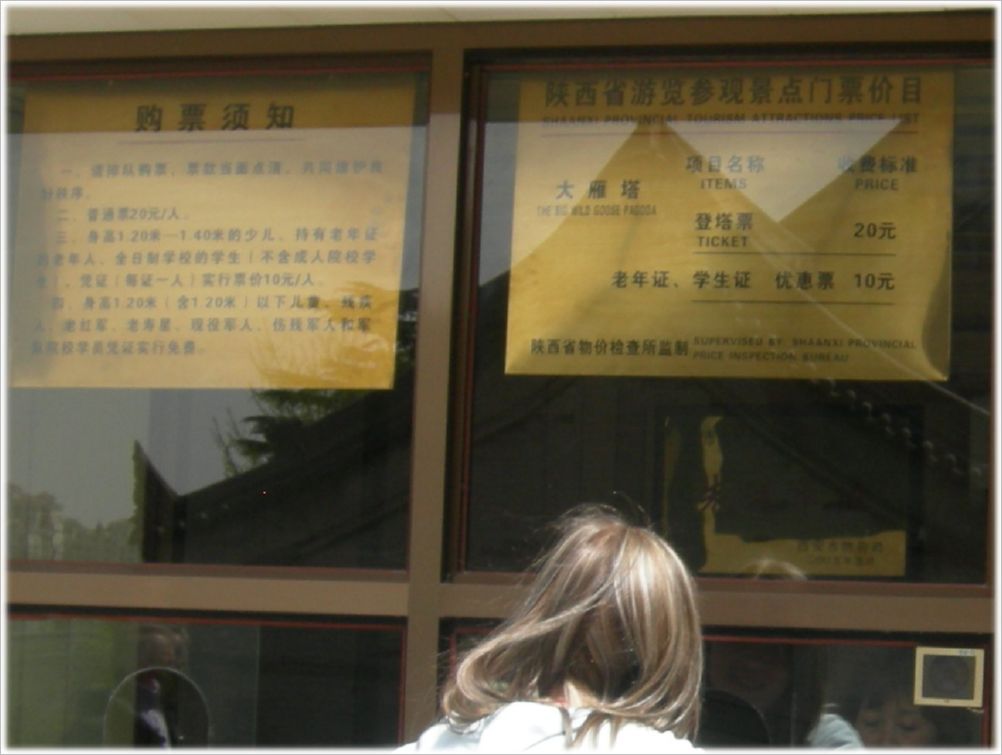 购票须知
一、请排队购票，票款当面点清，共同维护购
票秩序。
二、普通票20元/人。
三、身高1.20米—1.40米的少儿、持有老年证
的老年人、全日制学校的学生（不含成人院校学
生）、凭证（每证一人）实行票价10元/人。
四、身高1.20米（含1.20米）以下儿童、残疾
人、老红军、老寿星、现役军人、伤残军人和军
队院校学员凭证实行免费。
陕西省游览参观景点门票价目
SHAANXI PROVINCIAL TOURISM ATTRACTIONS PRICE LIST
项目名称 收费标准
ITEMS PRICE
大雁塔
THE BIG WILD GOOSE PAGODA
登塔票 20元
TICKET
老年证、学生证 优惠票 10元
陕西省物价检查所监制 SUPERVISED BY SHAANXI PROVINCIAL
PRICE INSPECTION BUREAU